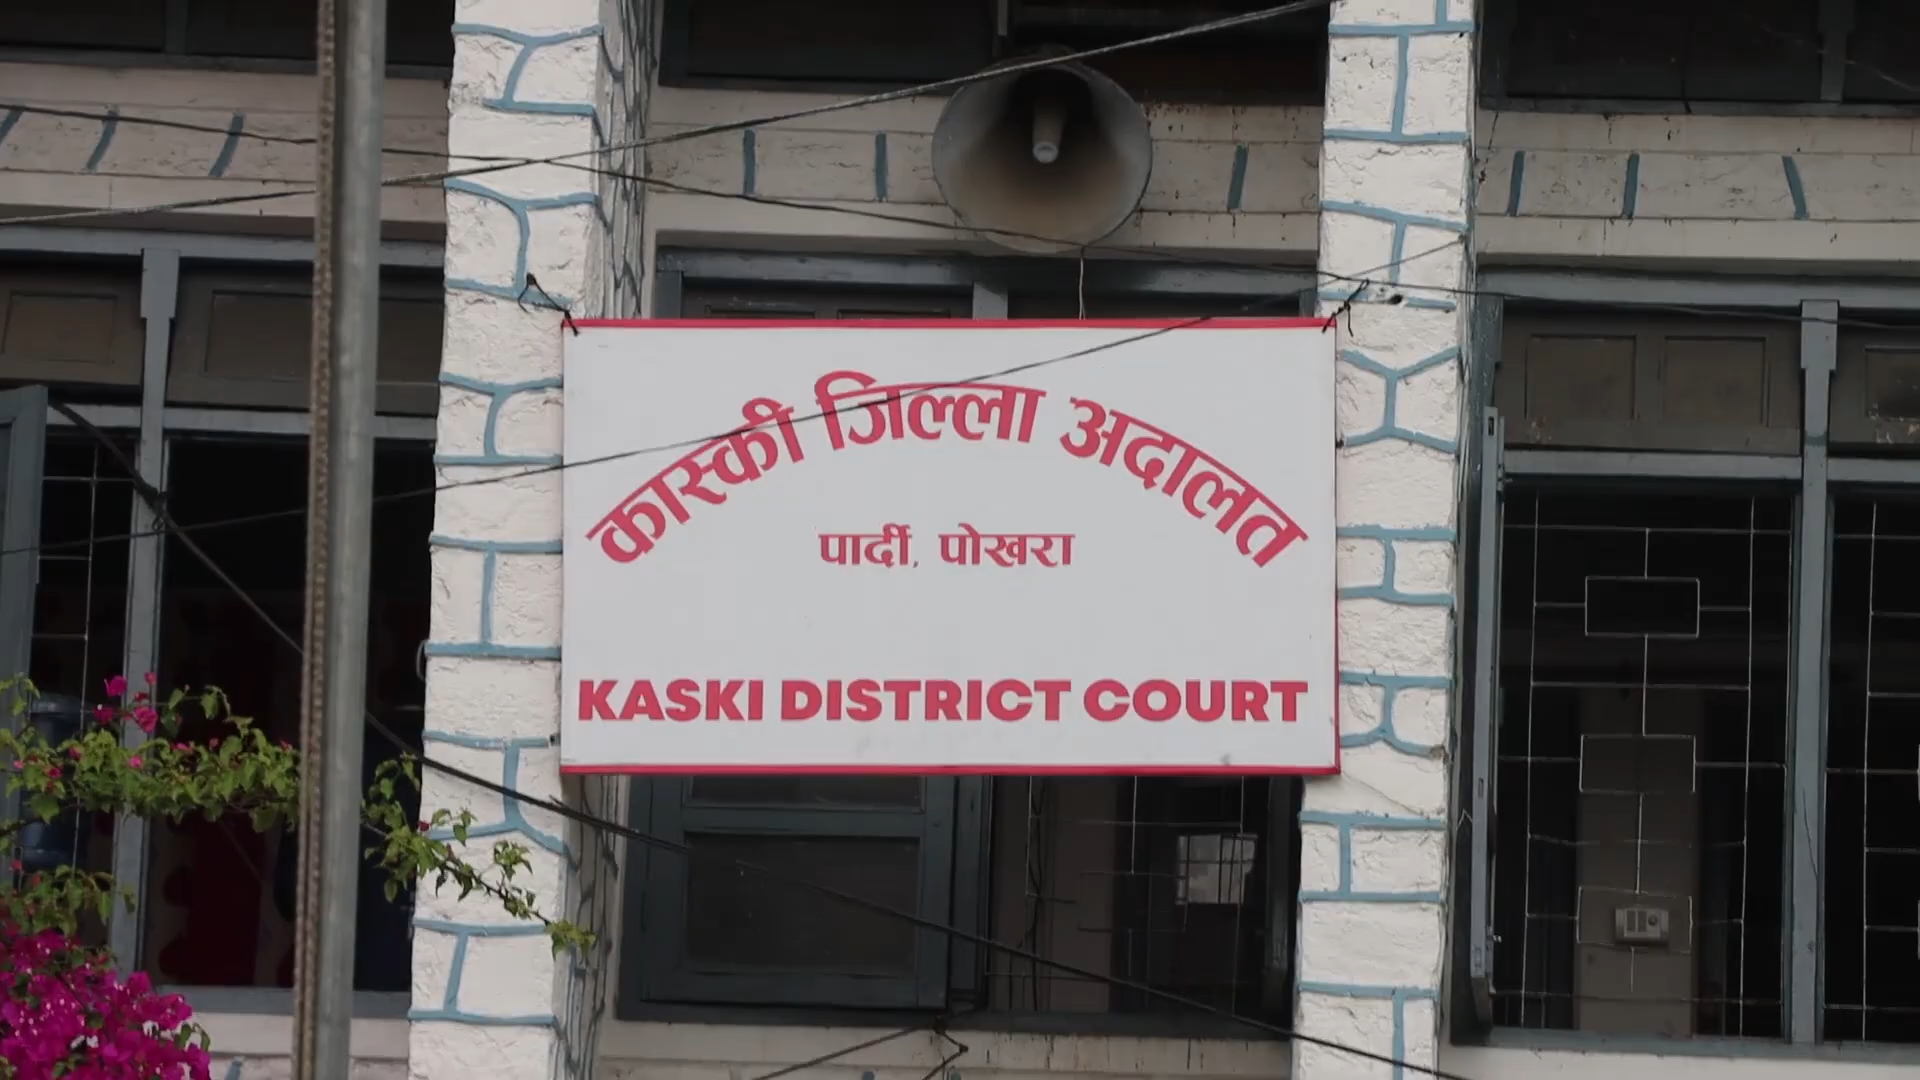 कास्की जिल्ला अदालत
पार्दी, पोखरा
KASKI DISTRICT COURT